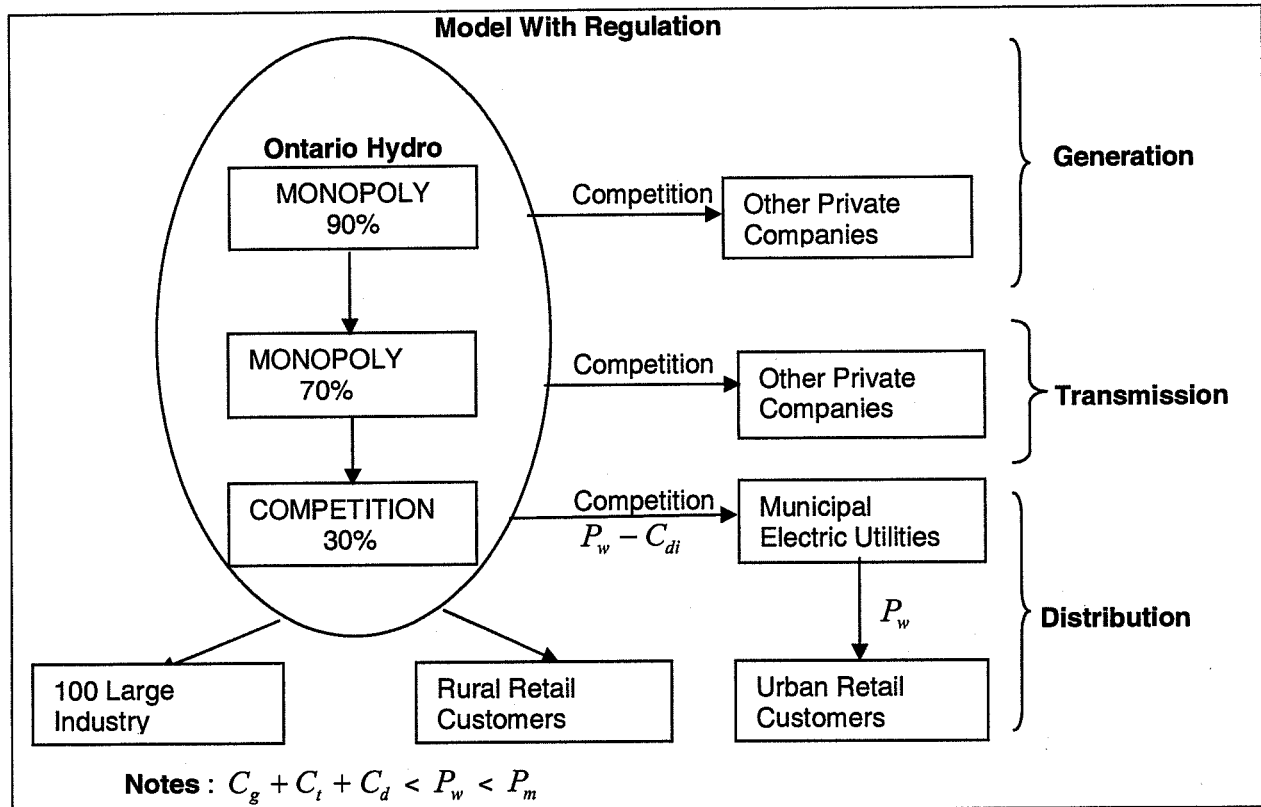 Model With Regulation
Ontario Hydro
MONOPOLY
90%
Competition
Other Private
Companies
Generation
MONOPOLY
70%
Competition
Other Private
Companies
Transmission
COMPETITION
30%
Competition
P_w − C_di
Municipal
Electric Utilities
P_w
Distribution
100 Large
Industry
Rural Retail
Customers
Urban Retail
Customers
Notes : C_g + C_t + C_d < P_w < P_m